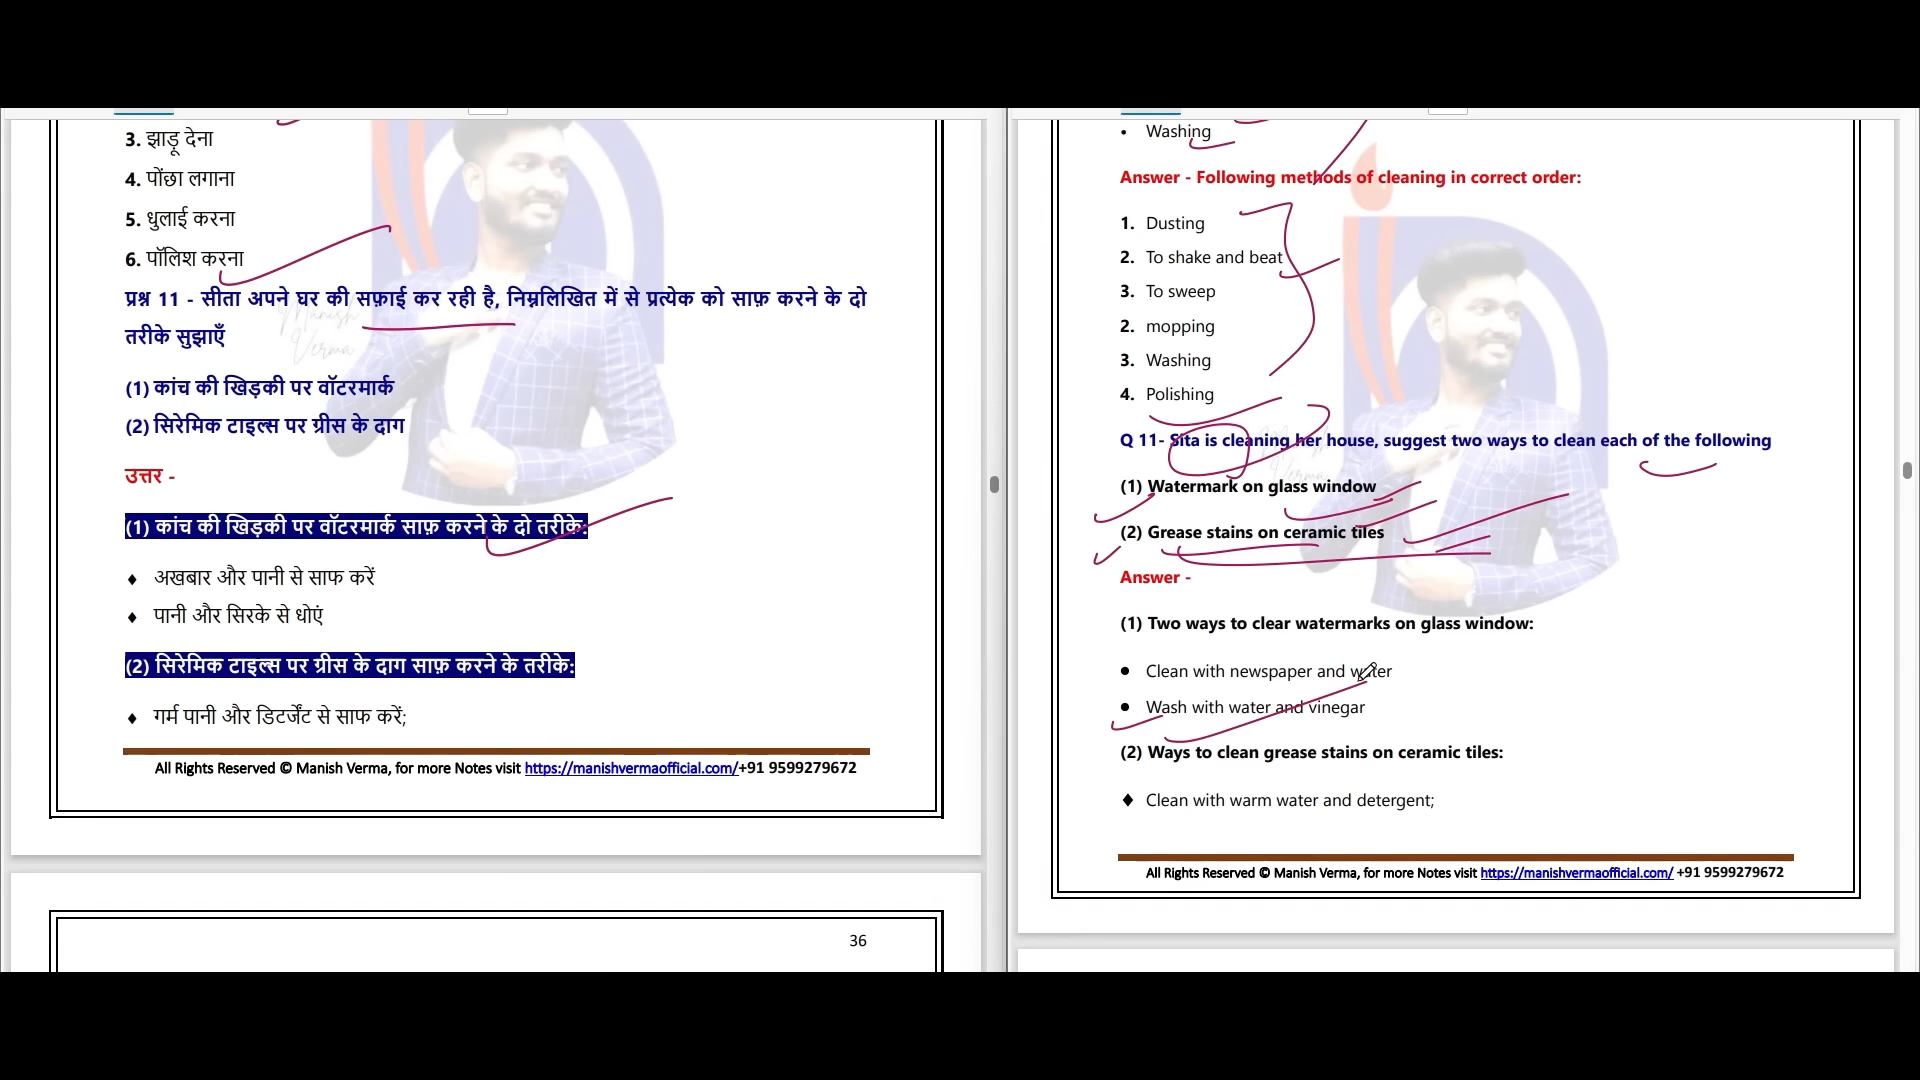 3. झाड़ू देना
4. पोंछा लगाना
5. धुलाई करना
6. पॉलिश करना
प्रश्न 11 - सीता अपने घर की सफ़ाई कर रही है, निम्नलिखित में से प्रत्येक को साफ़ करने के दो
तरीके सुझाएँ
(1) कांच की खिड़की पर वॉटरमार्क
(2) सिरेमिक टाइल्स पर ग्रीस के दाग
उत्तर -
(1) कांच की खिड़की पर वॉटरमार्क साफ़ करने के दो तरीके:
♦ अखबार और पानी से साफ करें
♦ पानी और सिरके से धोएं
(2) सिरेमिक टाइल्स पर ग्रीस के दाग साफ़ करने के तरीके:
♦ गर्म पानी और डिटर्जेंट से साफ करें;
All Rights Reserved © Manish Verma, for more Notes visit https://manishvermaofficial.com/+91 9599279672
36
Manish
Verma
• Washing
Answer - Following methods of cleaning in correct order:
1. Dusting
2. To shake and beat
3. To sweep
2. mopping
3. Washing
4. Polishing
Q 11- Sita is cleaning her house, suggest two ways to clean each of the following
(1) Watermark on glass window
(2) Grease stains on ceramic tiles
Answer -
(1) Two ways to clear watermarks on glass window:
● Clean with newspaper and water
● Wash with water and vinegar
(2) Ways to clean grease stains on ceramic tiles:
♦ Clean with warm water and detergent;
All Rights Reserved © Manish Verma, for more Notes visit https://manishvermaofficial.com/ +91 9599279672